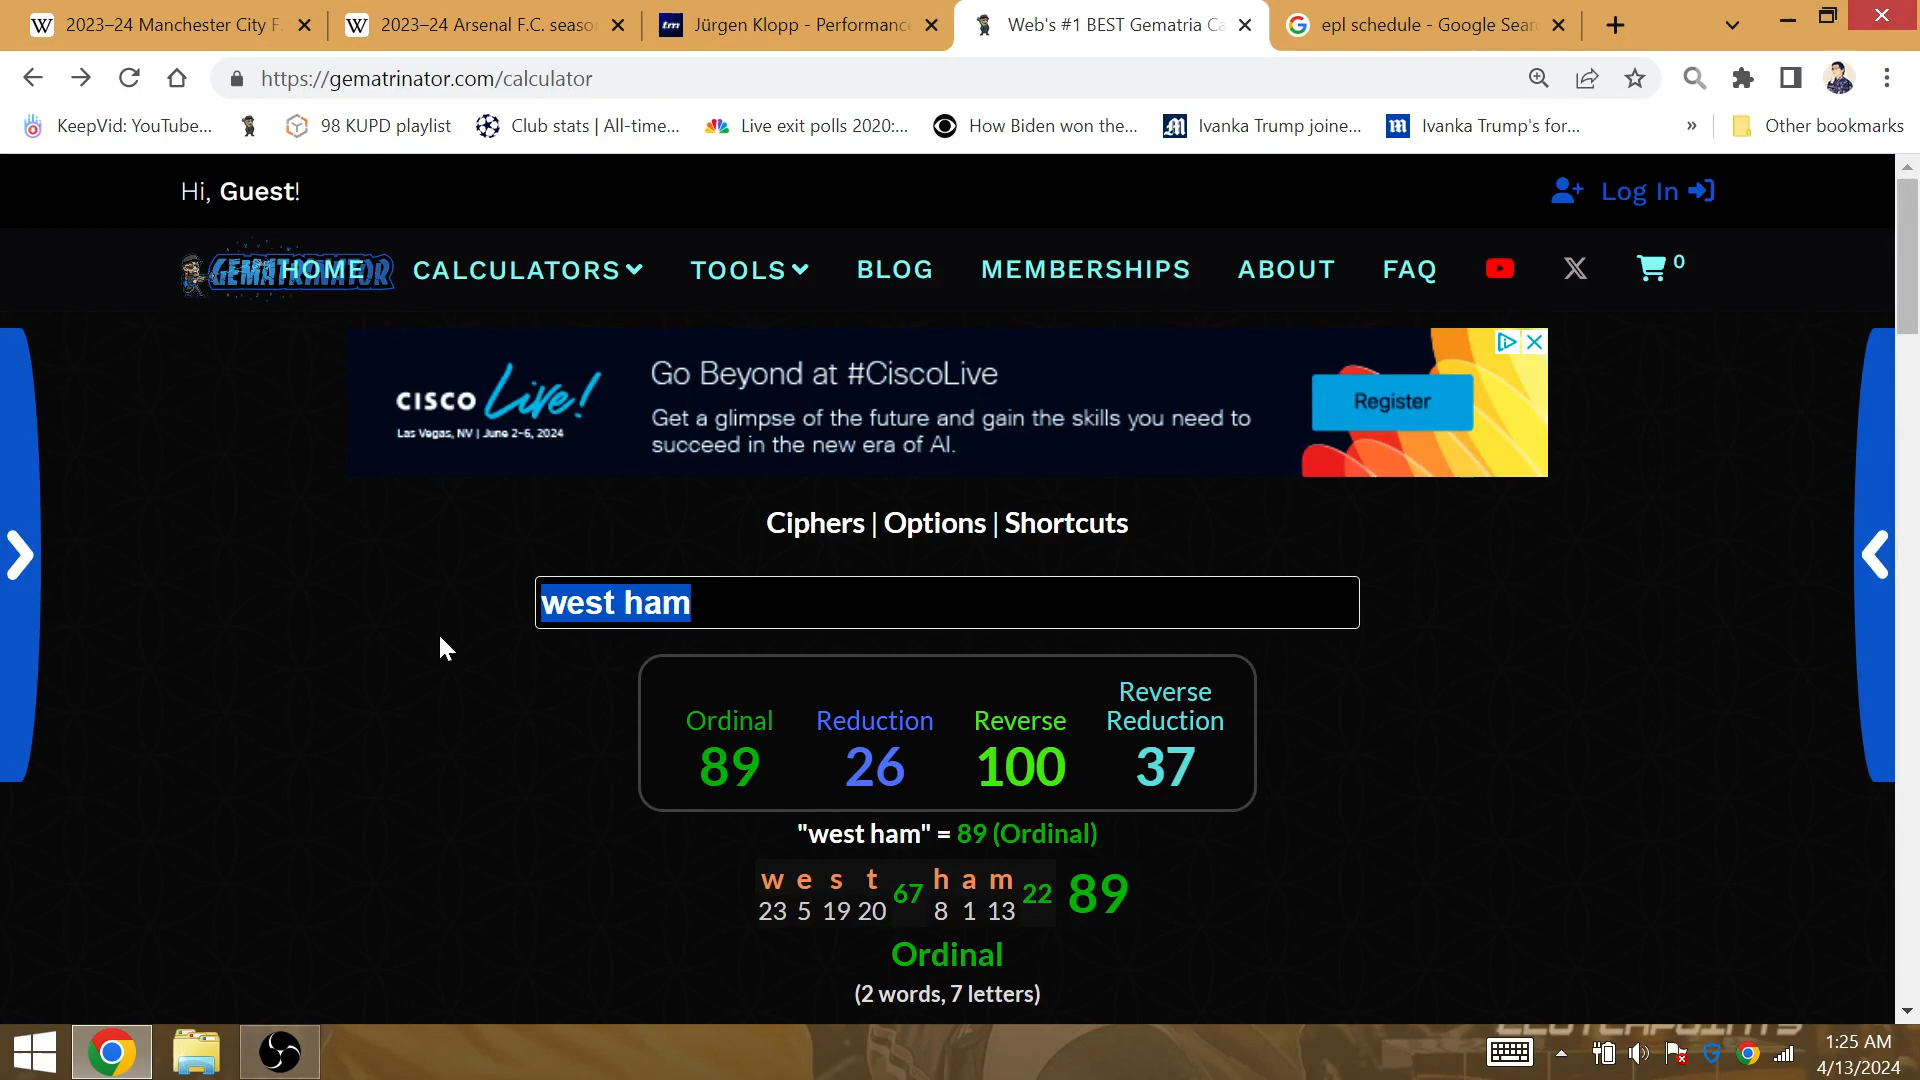 2023–24 Manchester City F.
2023–24 Arsenal F.C. seaso
tm Jürgen Klopp - Performance
Web's #1 BEST Gematria Ca
epl schedule - Google Sear
https://gematrinator.com/calculator
KeepVid: YouTube...
98 KUPD playlist
Club stats | All-time...
Live exit polls 2020:...
How Biden won the...
Ivanka Trump joine...
Ivanka Trump's for...
»
Other bookmarks
Hi, Guest!
Log In
GEMATRINATOR
HOME
CALCULATORS
TOOLS
BLOG
MEMBERSHIPS
ABOUT
FAQ
X
0
CISCO Live!
Las Vegas, NV | June 2-6, 2024
Go Beyond at #CiscoLive
Get a glimpse of the future and gain the skills you need to
succeed in the new era of AI.
Register
Ciphers | Options | Shortcuts
west ham
Ordinal
89
Reduction
26
Reverse
100
Reverse
Reduction
37
"west ham" = 89 (Ordinal)
w e s t 67 h a m 22 89
23 5 19 20 8 1 13
Ordinal
(2 words, 7 letters)
CLUTCHPOINTS
1:25 AM
4/13/2024